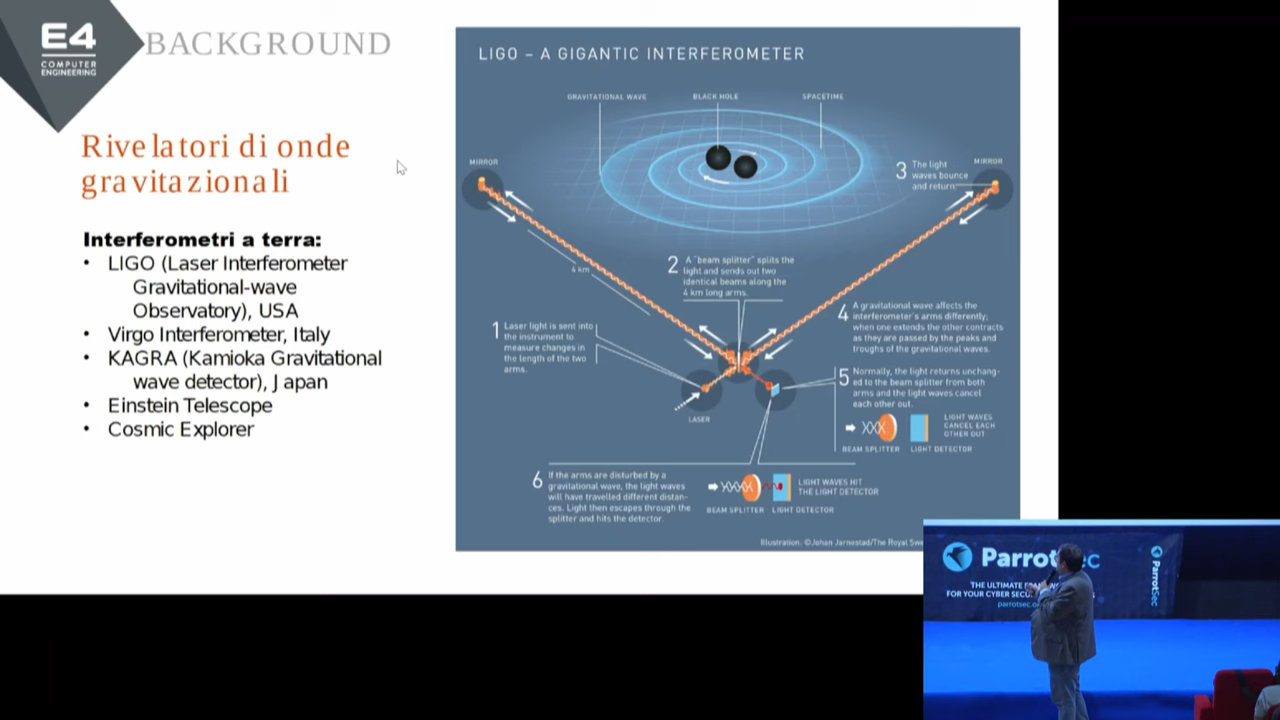 E4
COMPUTER
ENGINEERING
BACKGROUND
Rivelatori di onde
gravitazionali
Interferometri a terra:
• LIGO (Laser Interferometer
Gravitational-wave
Observatory), USA
• Virgo Interferometer, Italy
• KAGRA (Kamioka Gravitational
wave detector), Japan
• Einstein Telescope
• Cosmic Explorer
LIGO – A GIGANTIC INTERFEROMETER
GRAVITATIONAL WAVE
BLACK HOLE
SPACETIME
MIRROR
3 The light
waves bounce
and return.
MIRROR
4 km
2 A "beam splitter" splits the
light and sends out two
identical beams along the
4 km long arms.
1 Laser light is sent into
the instrument to
measure changes in
the length of the two
arms.
4 A gravitational wave affects the
interferometer's arms differently;
when one extends the other contracts
as they are passed by the peaks and
troughs of the gravitational waves.
5 Normally, the light returns unchang-
ed to the beam splitter from both
arms and the light waves cancel
each other out.
LASER
LIGHT WAVES
CANCEL EACH
OTHER OUT
BEAM SPLITTER
LIGHT DETECTOR
6 If the arms are disturbed by a
gravitational wave, the light waves
will have travelled different distan-
ces. Light then escapes through the
splitter and hits the detector.
LIGHT WAVES HIT
THE LIGHT DETECTOR
BEAM SPLITTER
LIGHT DETECTOR
Illustration: ©Johan Jarnestad/The Royal Swe
ParrotSec
THE ULTIMATE
FOR YOUR CYBER
parrotsec.o
ParrotSec